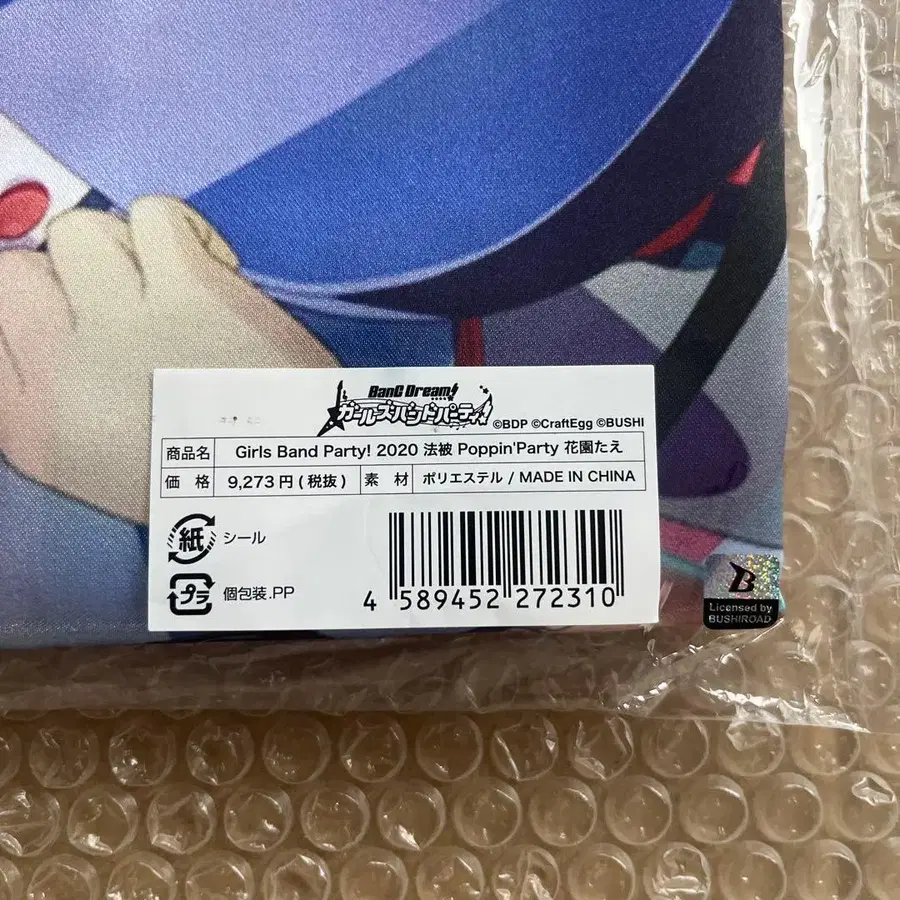 BanG Dream!
ガールズバンドパーティ!
©BDP ©CraftEgg ©BUSHI
商品名 Girls Band Party! 2020 法被 Poppin'Party 花園たえ
価 格 9,273円(税抜) 素 材 ポリエステル / MADE IN CHINA
紙 シール
プラ 個包装.PP
4 589452 272310
B
Licensed by
BUSHIROAD